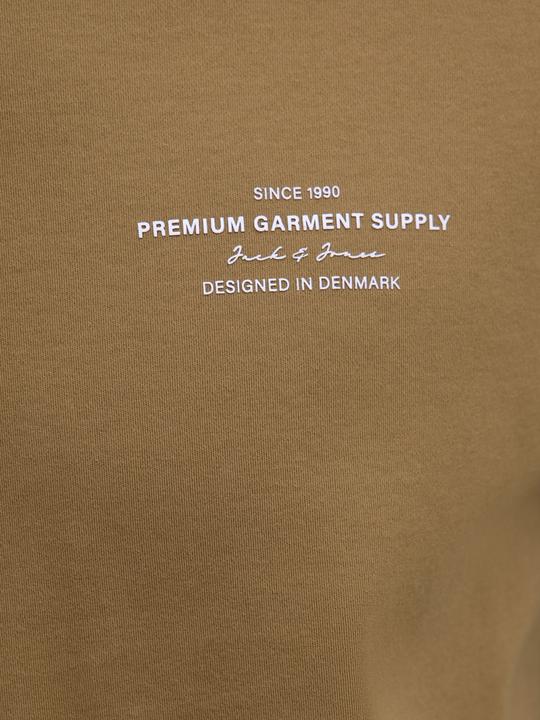 SINCE 1990
PREMIUM GARMENT SUPPLY
Jack & Jones
DESIGNED IN DENMARK